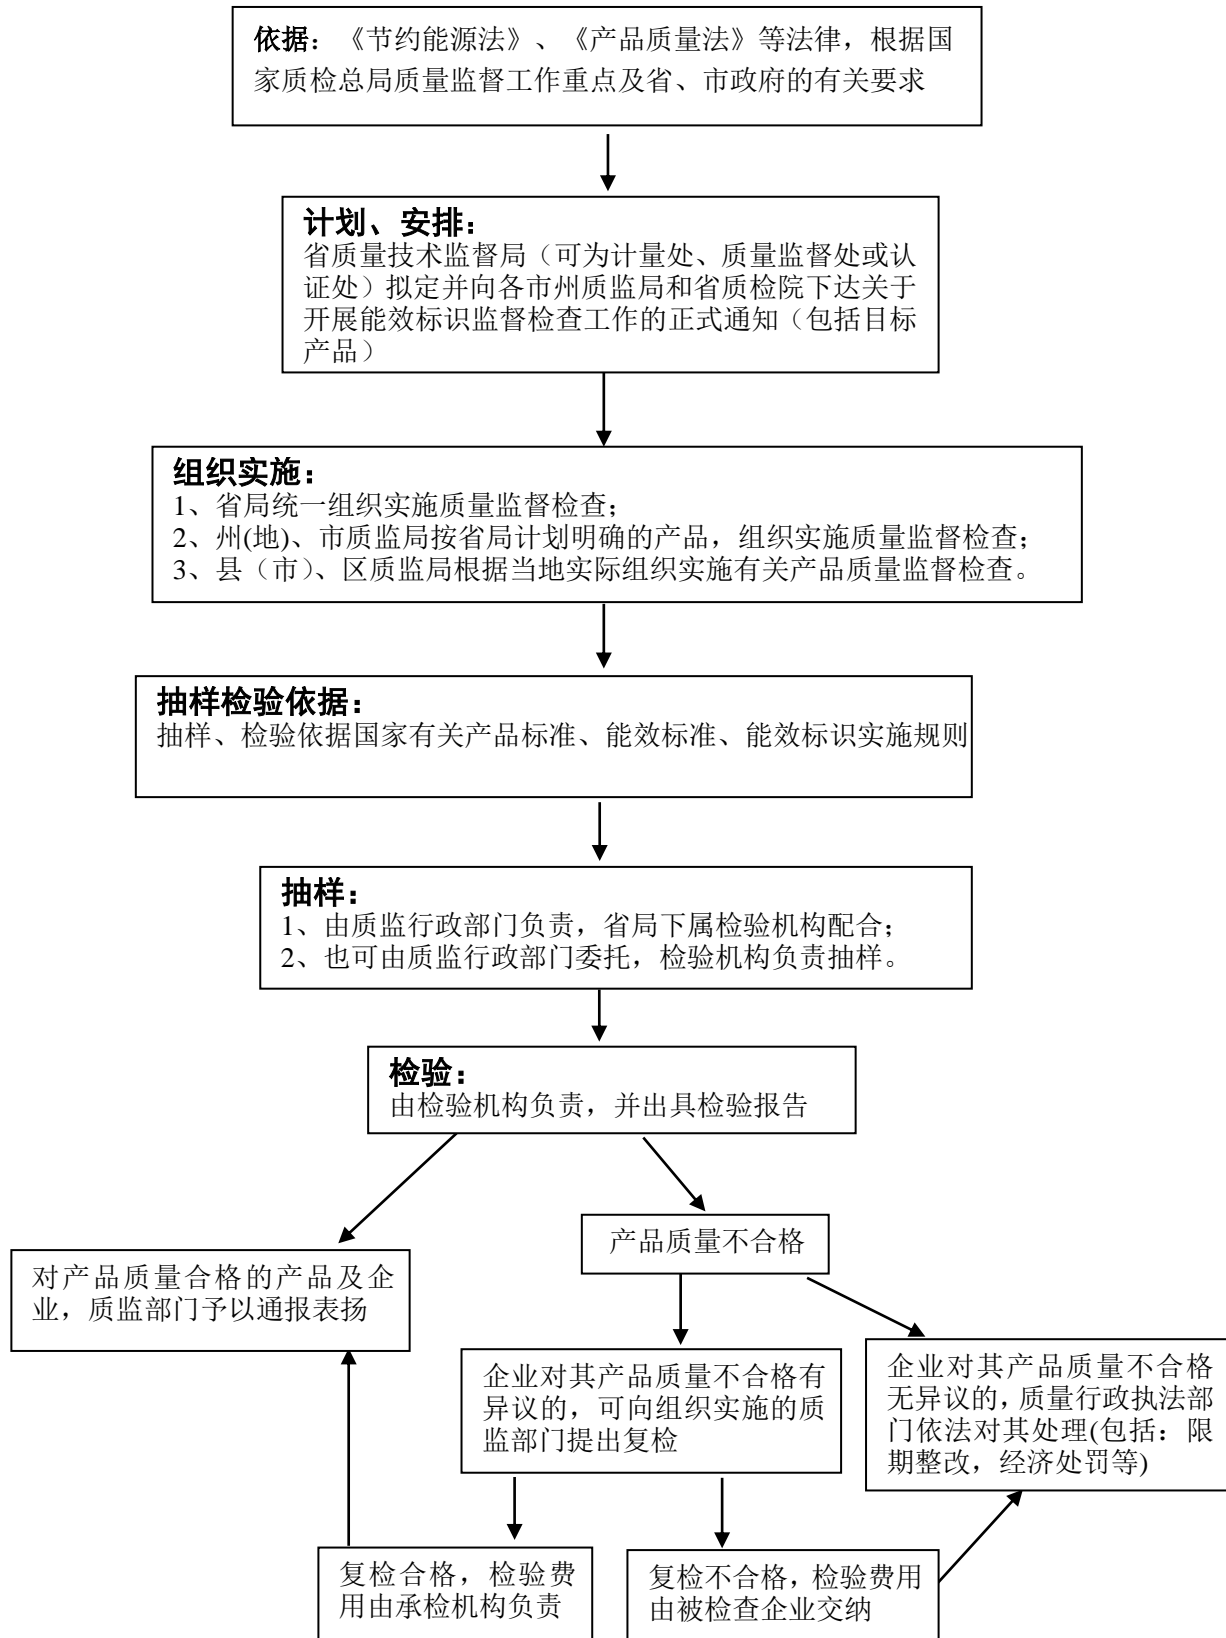 依据：《节约能源法》、《产品质量法》等法律，根据国
家质检总局质量监督工作重点及省、市政府的有关要求
计划、安排：
省质量技术监督局（可为计量处、质量监督处或认
证处）拟定并向各市州质监局和省质检院下达关于
开展能效标识监督检查工作的正式通知（包括目标
产品）
组织实施：
1、省局统一组织实施质量监督检查；
2、州(地)、市质监局按省局计划明确的产品，组织实施质量监督检查；
3、县（市）、区质监局根据当地实际组织实施有关产品质量监督检查。
抽样检验依据：
抽样、检验依据国家有关产品标准、能效标准、能效标识实施规则
抽样：
1、由质监行政部门负责，省局下属检验机构配合；
2、也可由质监行政部门委托，检验机构负责抽样。
检验：
由检验机构负责，并出具检验报告
产品质量不合格
对产品质量合格的产品及企
业，质监部门予以通报表扬
企业对其产品质量不合格有
异议的，可向组织实施的质
监部门提出复检
企业对其产品质量不合格
无异议的，质量行政执法部
门依法对其处理(包括：限
期整改，经济处罚等)
复检合格，检验费
用由承检机构负责
复检不合格，检验费用
由被检查企业交纳